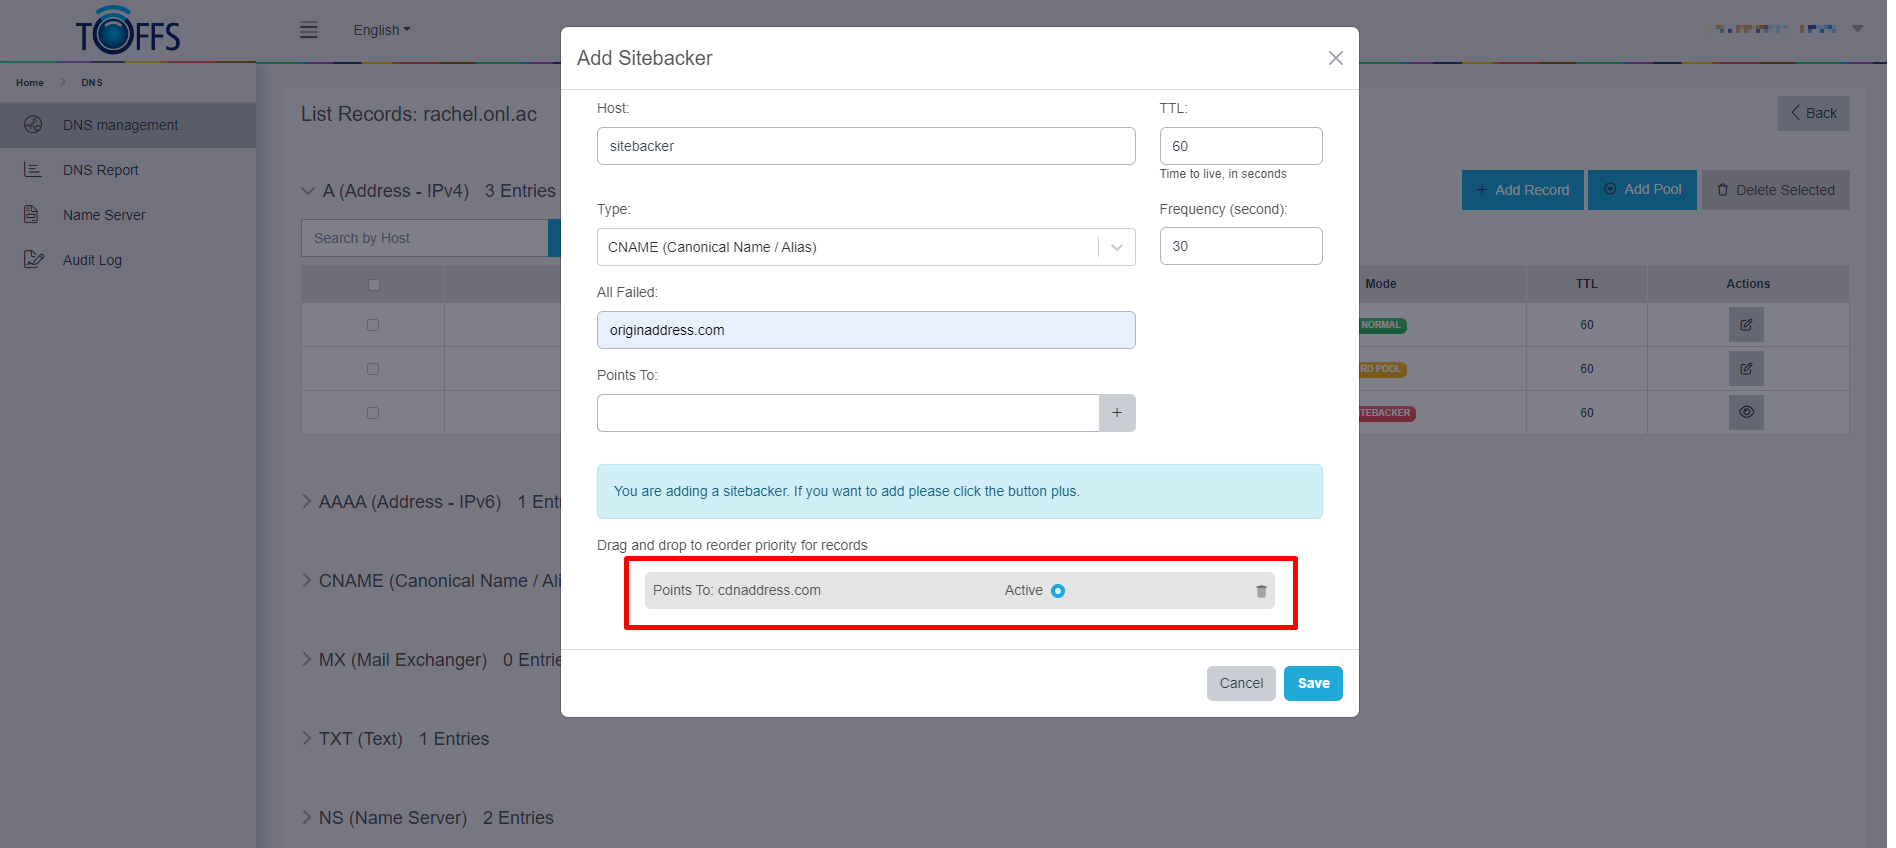 TOFFS
English
Home > DNS
DNS management
DNS Report
Name Server
Audit Log
List Records: rachel.onl.ac
Back
A (Address - IPv4) 3 Entries
+ Add Record
Add Pool
Delete Selected
Search by Host
Mode
TTL
Actions
NORMAL
60
RD POOL
60
ITEBACKER
60
AAAA (Address - IPv6) 1 Ent
CNAME (Canonical Name / Ali
MX (Mail Exchanger) 0 Entrie
TXT (Text) 1 Entries
NS (Name Server) 2 Entries
Add Sitebacker
Host:
TTL:
sitebacker
60
Time to live, in seconds
Type:
Frequency (second):
CNAME (Canonical Name / Alias)
30
All Failed:
originaddress.com
Points To:
+
You are adding a sitebacker. If you want to add please click the button plus.
Drag and drop to reorder priority for records
Points To: cdnaddress.com
Active
Cancel
Save